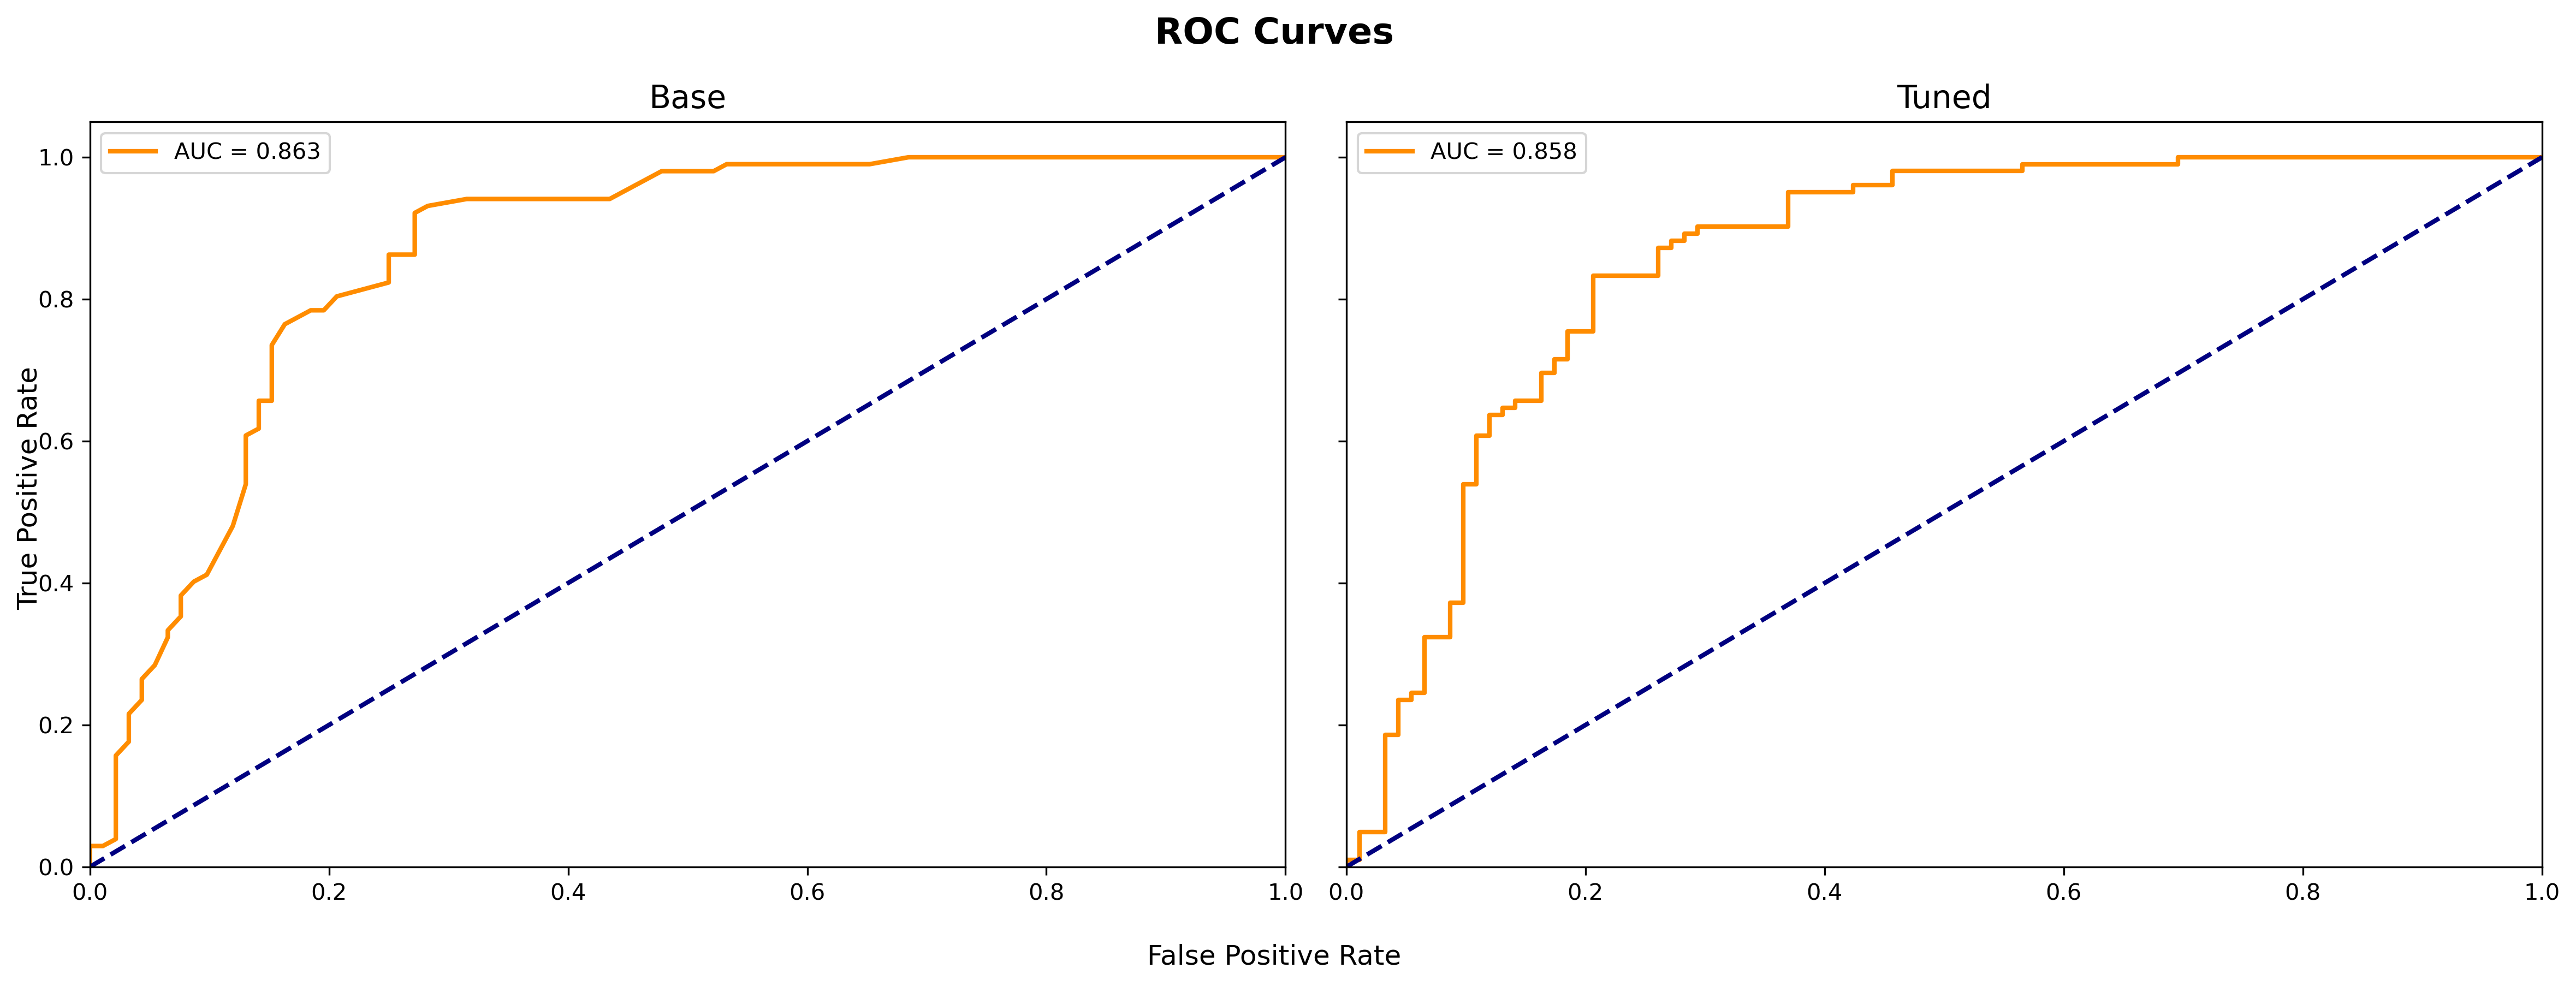 ROC Curves
Base
AUC = 0.863
1.0
0.8
0.6
0.4
0.2
0.0
True Positive Rate
0.0 0.2 0.4 0.6 0.8 1.0
Tuned
AUC = 0.858
0.0 0.2 0.4 0.6 0.8 1.0
False Positive Rate